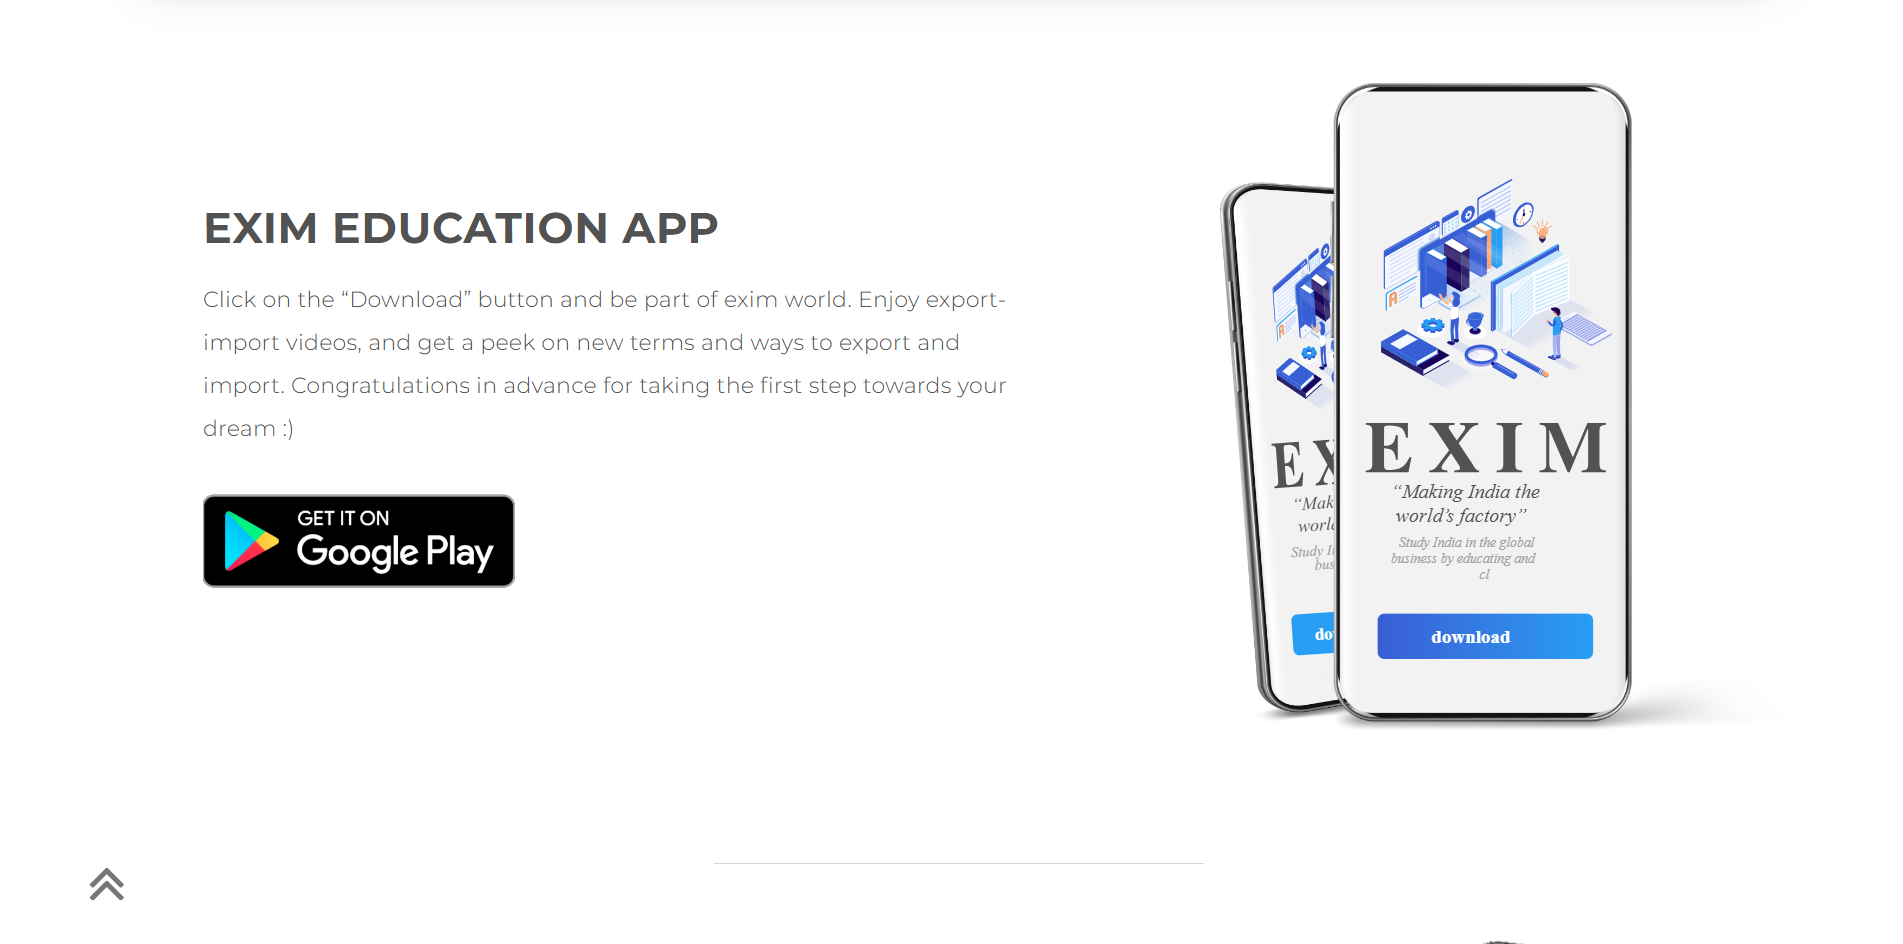 EXIM EDUCATION APP
Click on the “Download” button and be part of exim world. Enjoy export-
import videos, and get a peek on new terms and ways to export and
import. Congratulations in advance for taking the first step towards your
dream :)
GET IT ON
Google Play
EX
“Mak
world
Study I
bus
do
EXIM
“Making India the
world’s factory”
Study India in the global
business by educating and
cl
download